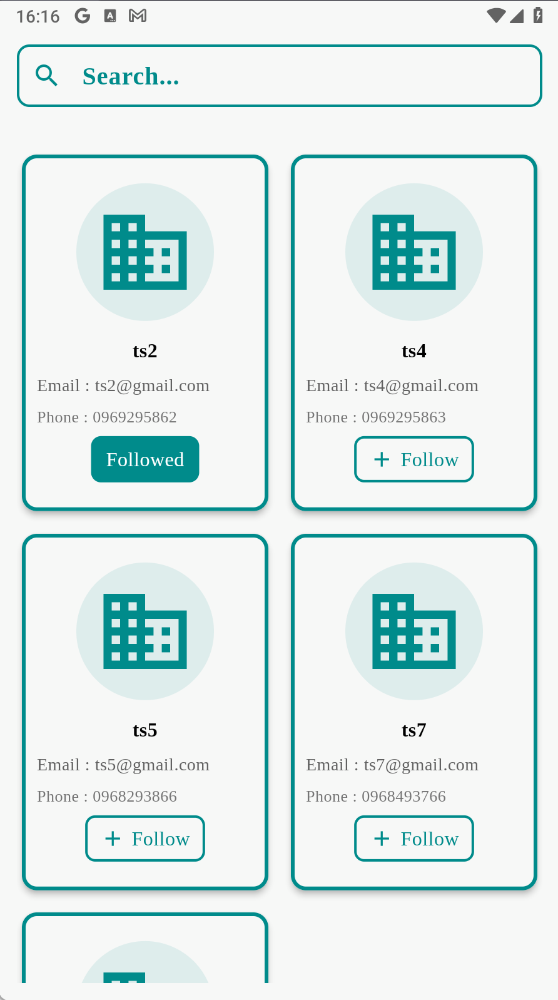 16:16
Search...
ts2
Email : ts2@gmail.com
Phone : 0969295862
Followed
ts4
Email : ts4@gmail.com
Phone : 0969295863
+ Follow
ts5
Email : ts5@gmail.com
Phone : 0968293866
+ Follow
ts7
Email : ts7@gmail.com
Phone : 0968493766
+ Follow